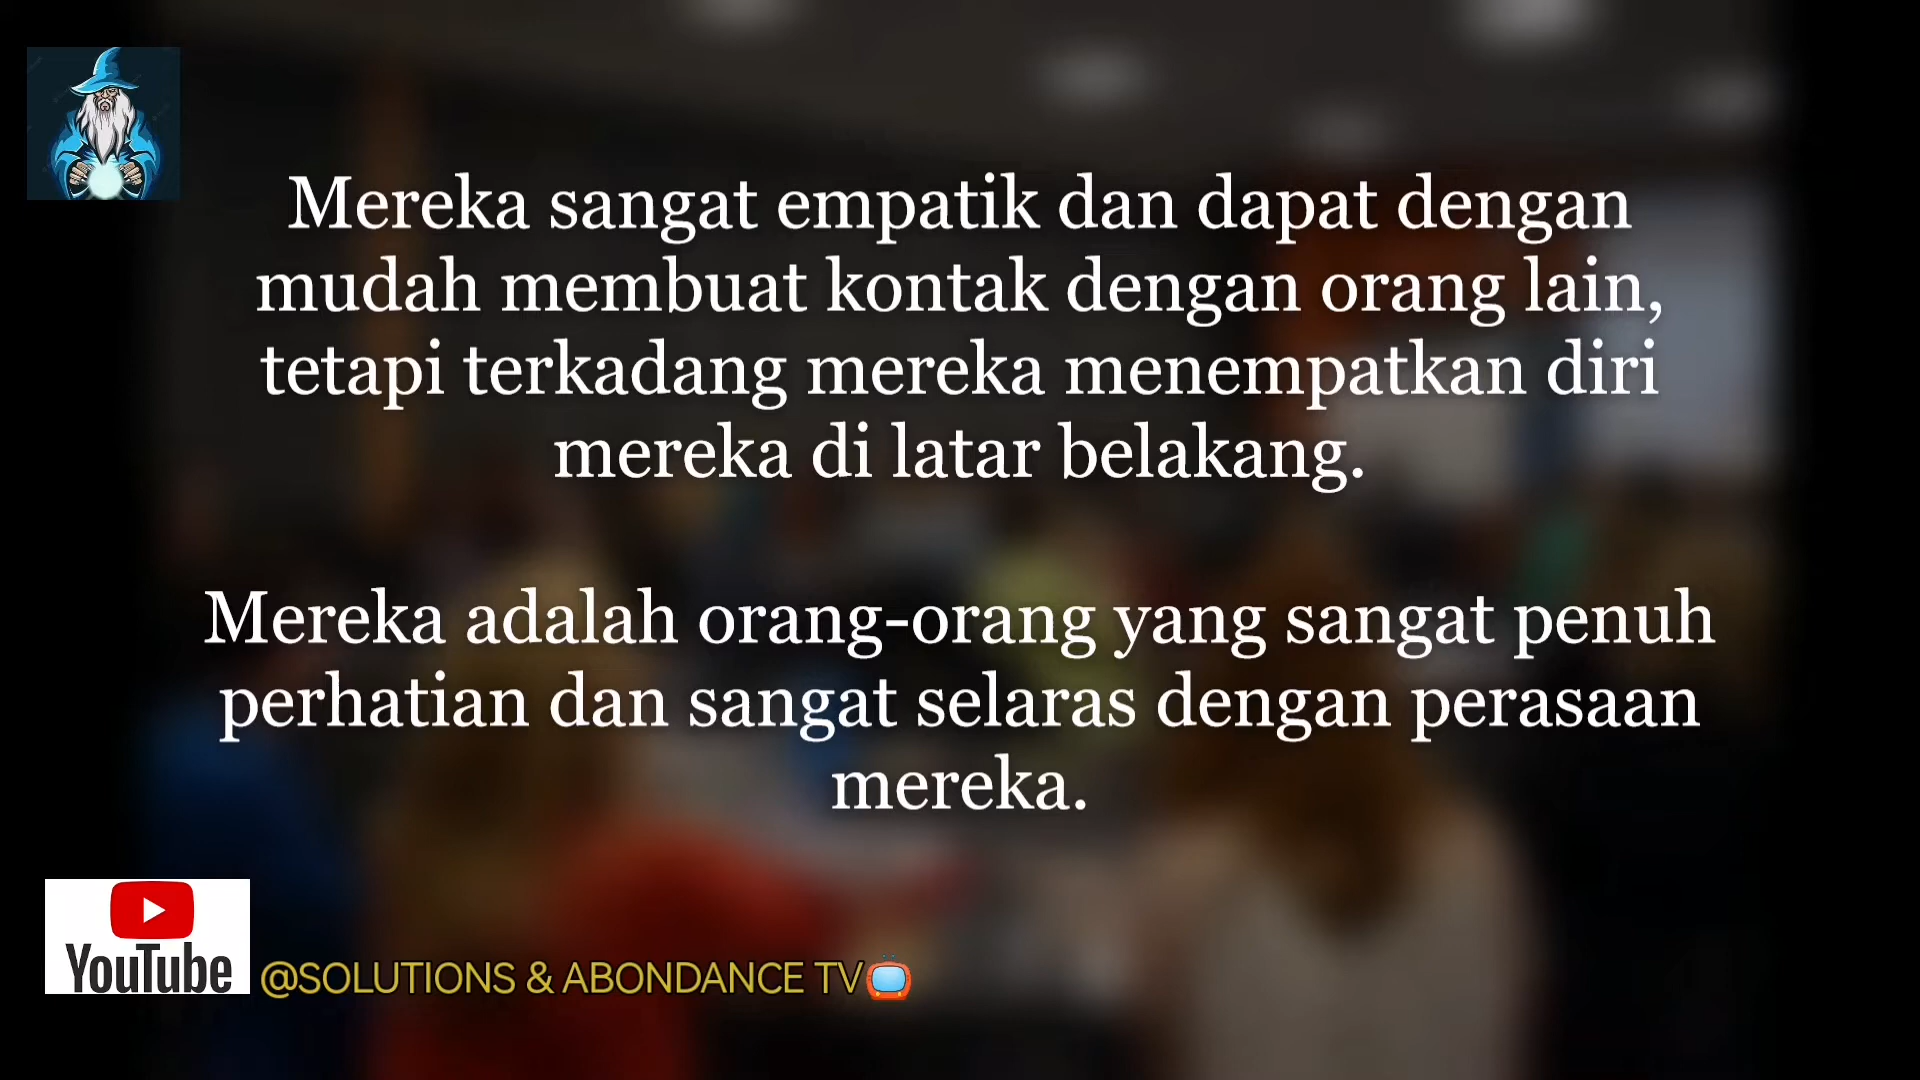 Mereka sangat empatik dan dapat dengan
mudah membuat kontak dengan orang lain,
tetapi terkadang mereka menempatkan diri
mereka di latar belakang.
Mereka adalah orang-orang yang sangat penuh
perhatian dan sangat selaras dengan perasaan
mereka.
YouTube
@SOLUTIONS & ABONDANCE TV